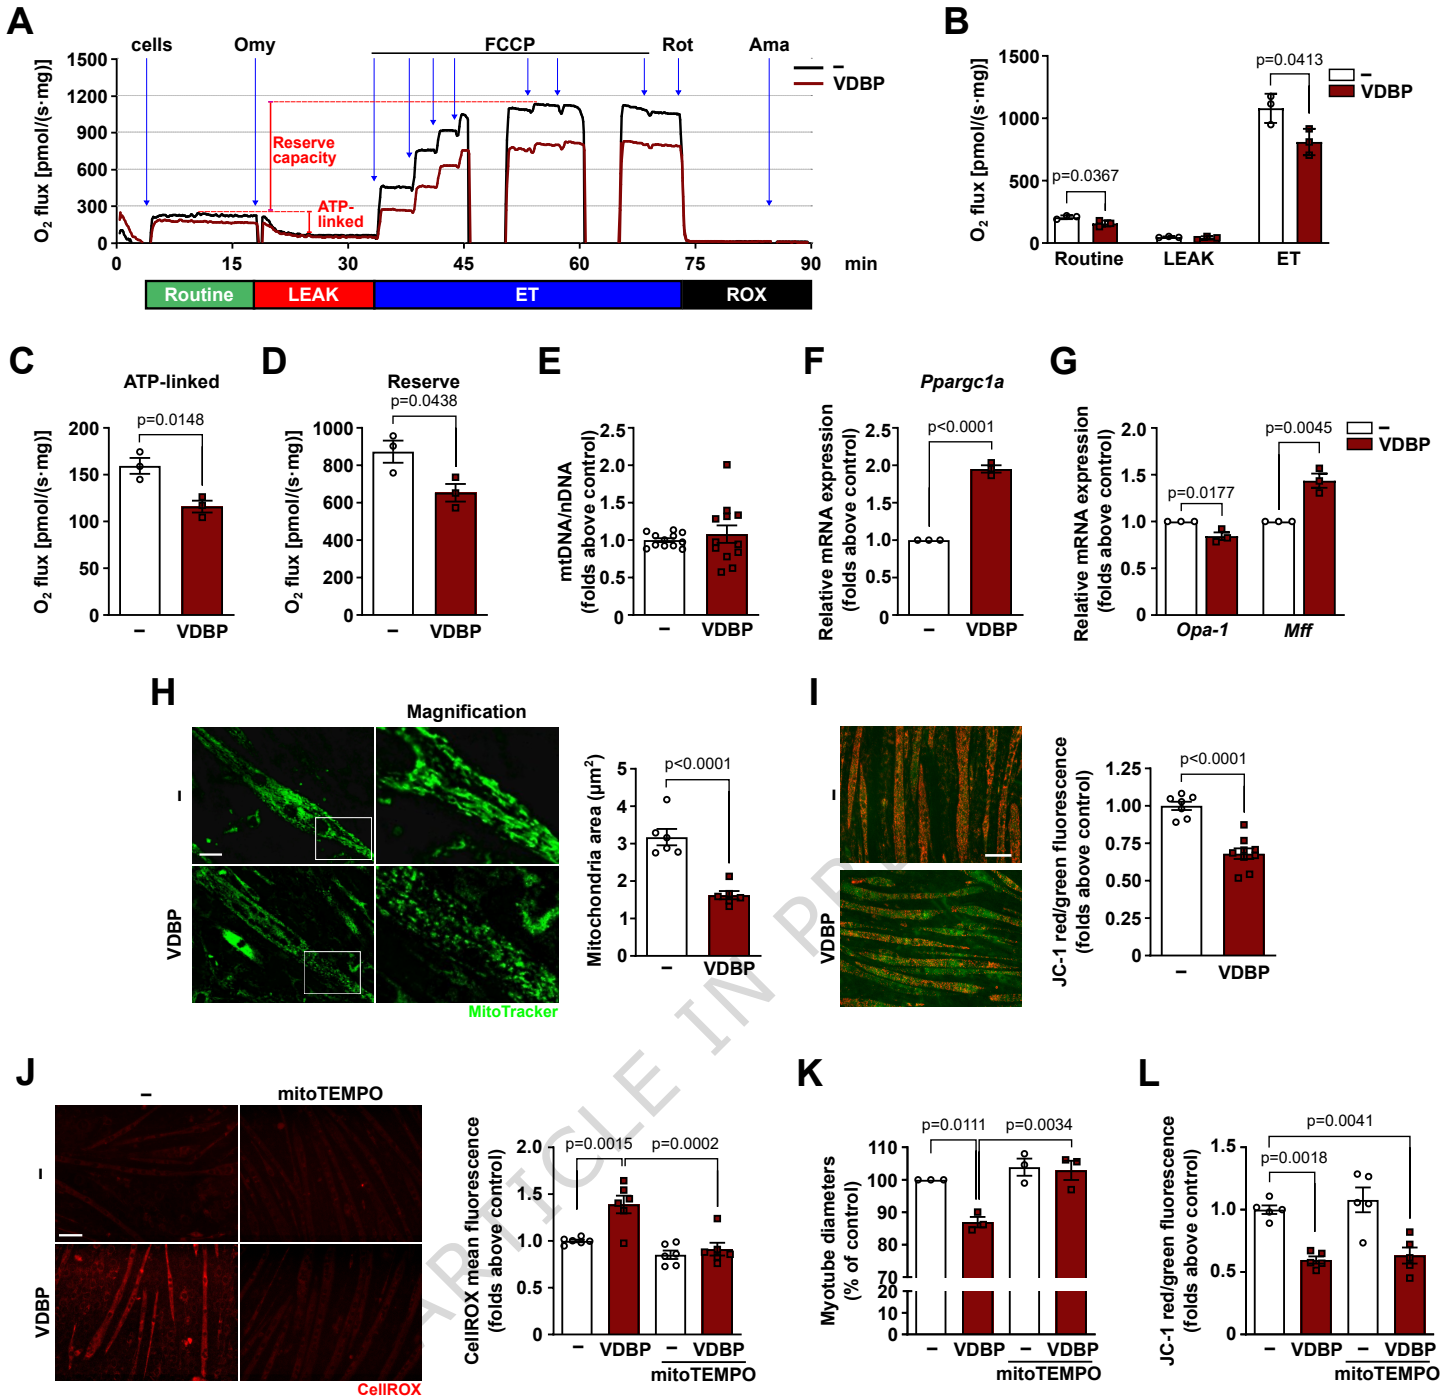 A
cells
Omy
FCCP
Rot
Ama
O2 flux [pmol/(s·mg)]
1500
1200
900
600
300
0
–
VDBP
Reserve
capacity
ATP-
linked
0
15
30
45
60
75
90
min
Routine
LEAK
ET
ROX
B
O2 flux [pmol/(s·mg)]
1500
1000
500
0
p=0.0367
p=0.0413
–
VDBP
Routine
LEAK
ET
C
ATP-linked
p=0.0148
O2 flux [pmol/(s·mg)]
200
150
100
50
0
–
VDBP
D
Reserve
p=0.0438
O2 flux [pmol/(s·mg)]
1000
800
600
400
200
0
–
VDBP
E
mtDNA/nDNA
(folds above control)
2.5
2.0
1.5
1.0
0.5
0
–
VDBP
F
Ppargc1a
p<0.0001
Relative mRNA expression
(folds above control)
2.5
2.0
1.5
1.0
0.5
0
–
VDBP
G
Relative mRNA expression
(folds above control)
2.0
1.5
1.0
0.5
0
p=0.0177
p=0.0045
–
VDBP
Opa-1
Mff
H
Magnification
–
VDBP
MitoTracker
Mitochondria area (µm2)
p<0.0001
5
4
3
2
1
0
–
VDBP
I
–
VDBP
JC-1 red/green fluorescence
(folds above control)
p<0.0001
1.25
1.00
0.75
0.50
0.25
0
–
VDBP
J
–
mitoTEMPO
–
VDBP
CellROX
CellROX mean fluorescence
(folds above control)
p=0.0015
p=0.0002
2.0
1.5
1.0
0.5
0
–
VDBP
–
VDBP
mitoTEMPO
K
Myotube diameters
(% of control)
p=0.0111
p=0.0034
110
100
90
80
70
20
10
0
–
VDBP
–
VDBP
mitoTEMPO
L
JC-1 red/green fluorescence
(folds above control)
p=0.0041
p=0.0018
1.5
1.0
0.5
0
–
VDBP
–
VDBP
mitoTEMPO
ARTICLE IN PRE